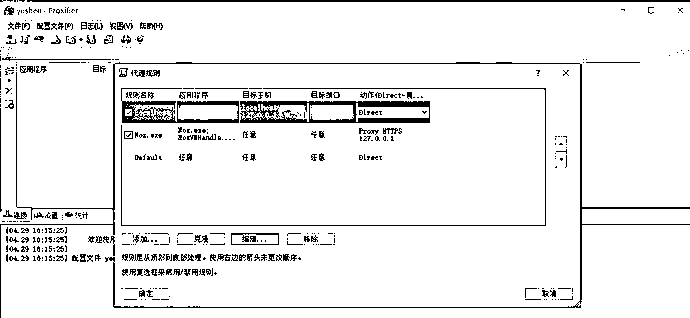 yeshen - Proxifier
文件(F) 配置文件(P) 日志(L) 视图(V) 帮助(H)
应用程序 目标
代理规则 ? ×
规则名称 应用程序 目标主机 目标端口 动作(Direct-直...
Direct
Nox.exe Nox.exe; 任意 任意 Proxy HTTPS
NoxVMHandle.... 127.0.0.1
Default 任意 任意 任意 Direct
连接 流量 统计
添加... 克隆 编辑... 移除
[04.29 16:15:25]
[04.29 16:15:25] 欢迎使用
[04.29 16:15:25] 配置文件
规则是从顶部到底部处理。使用右边的箭头来更改顺序。
使用复选框来启用/禁用规则。
确定 取消